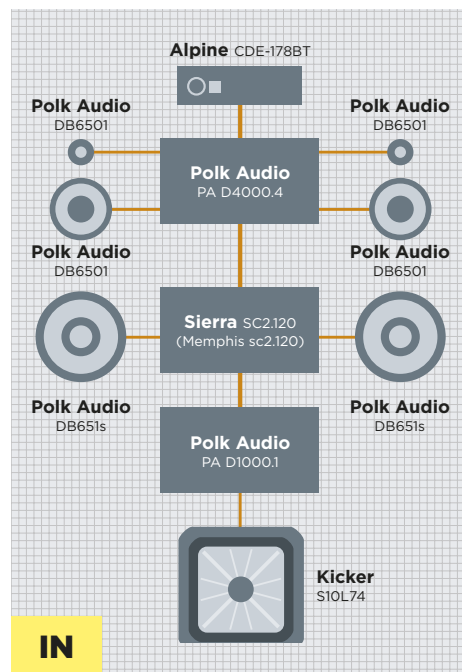 Alpine CDE-178BT
Polk Audio
DB6501
Polk Audio
DB6501
Polk Audio
PA D4000.4
Polk Audio
DB6501
Polk Audio
DB6501
Sierra SC2.120
(Memphis sc2.120)
Polk Audio
DB651s
Polk Audio
DB651s
Polk Audio
PA D1000.1
Kicker
S10L74
IN